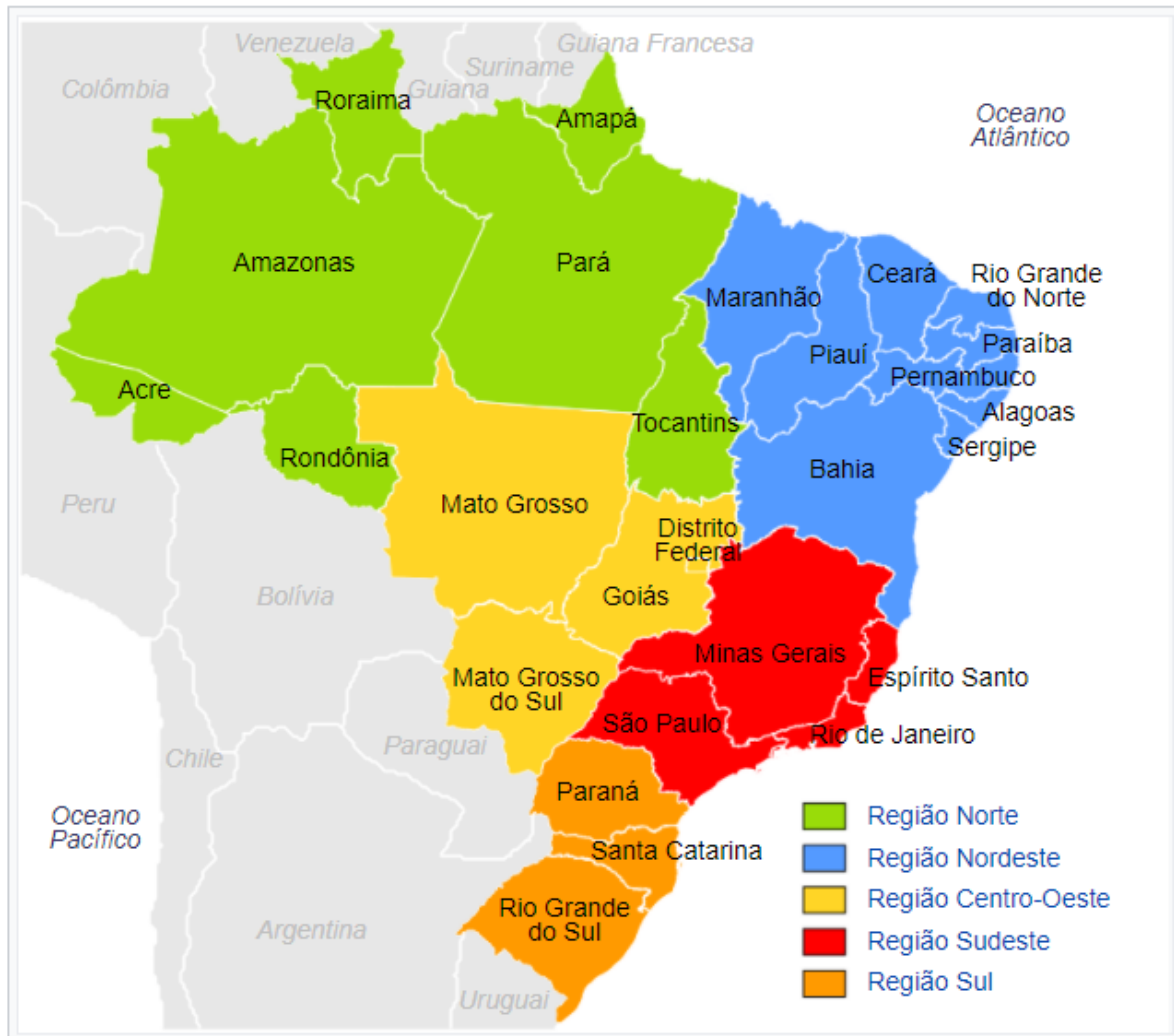 Venezuela
Guiana Francesa
Suriname
Colômbia
Guiana
Roraima
Amapá
Oceano
Atlântico
Amazonas
Pará
Maranhão
Ceará
Rio Grande
do Norte
Piauí
Paraíba
Pernambuco
Acre
Alagoas
Tocantins
Sergipe
Rondônia
Bahia
Peru
Mato Grosso
Distrito
Federal
Bolívia
Goiás
Minas Gerais
Espírito Santo
Mato Grosso
do Sul
São Paulo
Rio de Janeiro
Paraguai
Chile
Paraná
Oceano
Pacífico
Santa Catarina
Rio Grande
do Sul
Argentina
Uruguai
Região Norte
Região Nordeste
Região Centro-Oeste
Região Sudeste
Região Sul